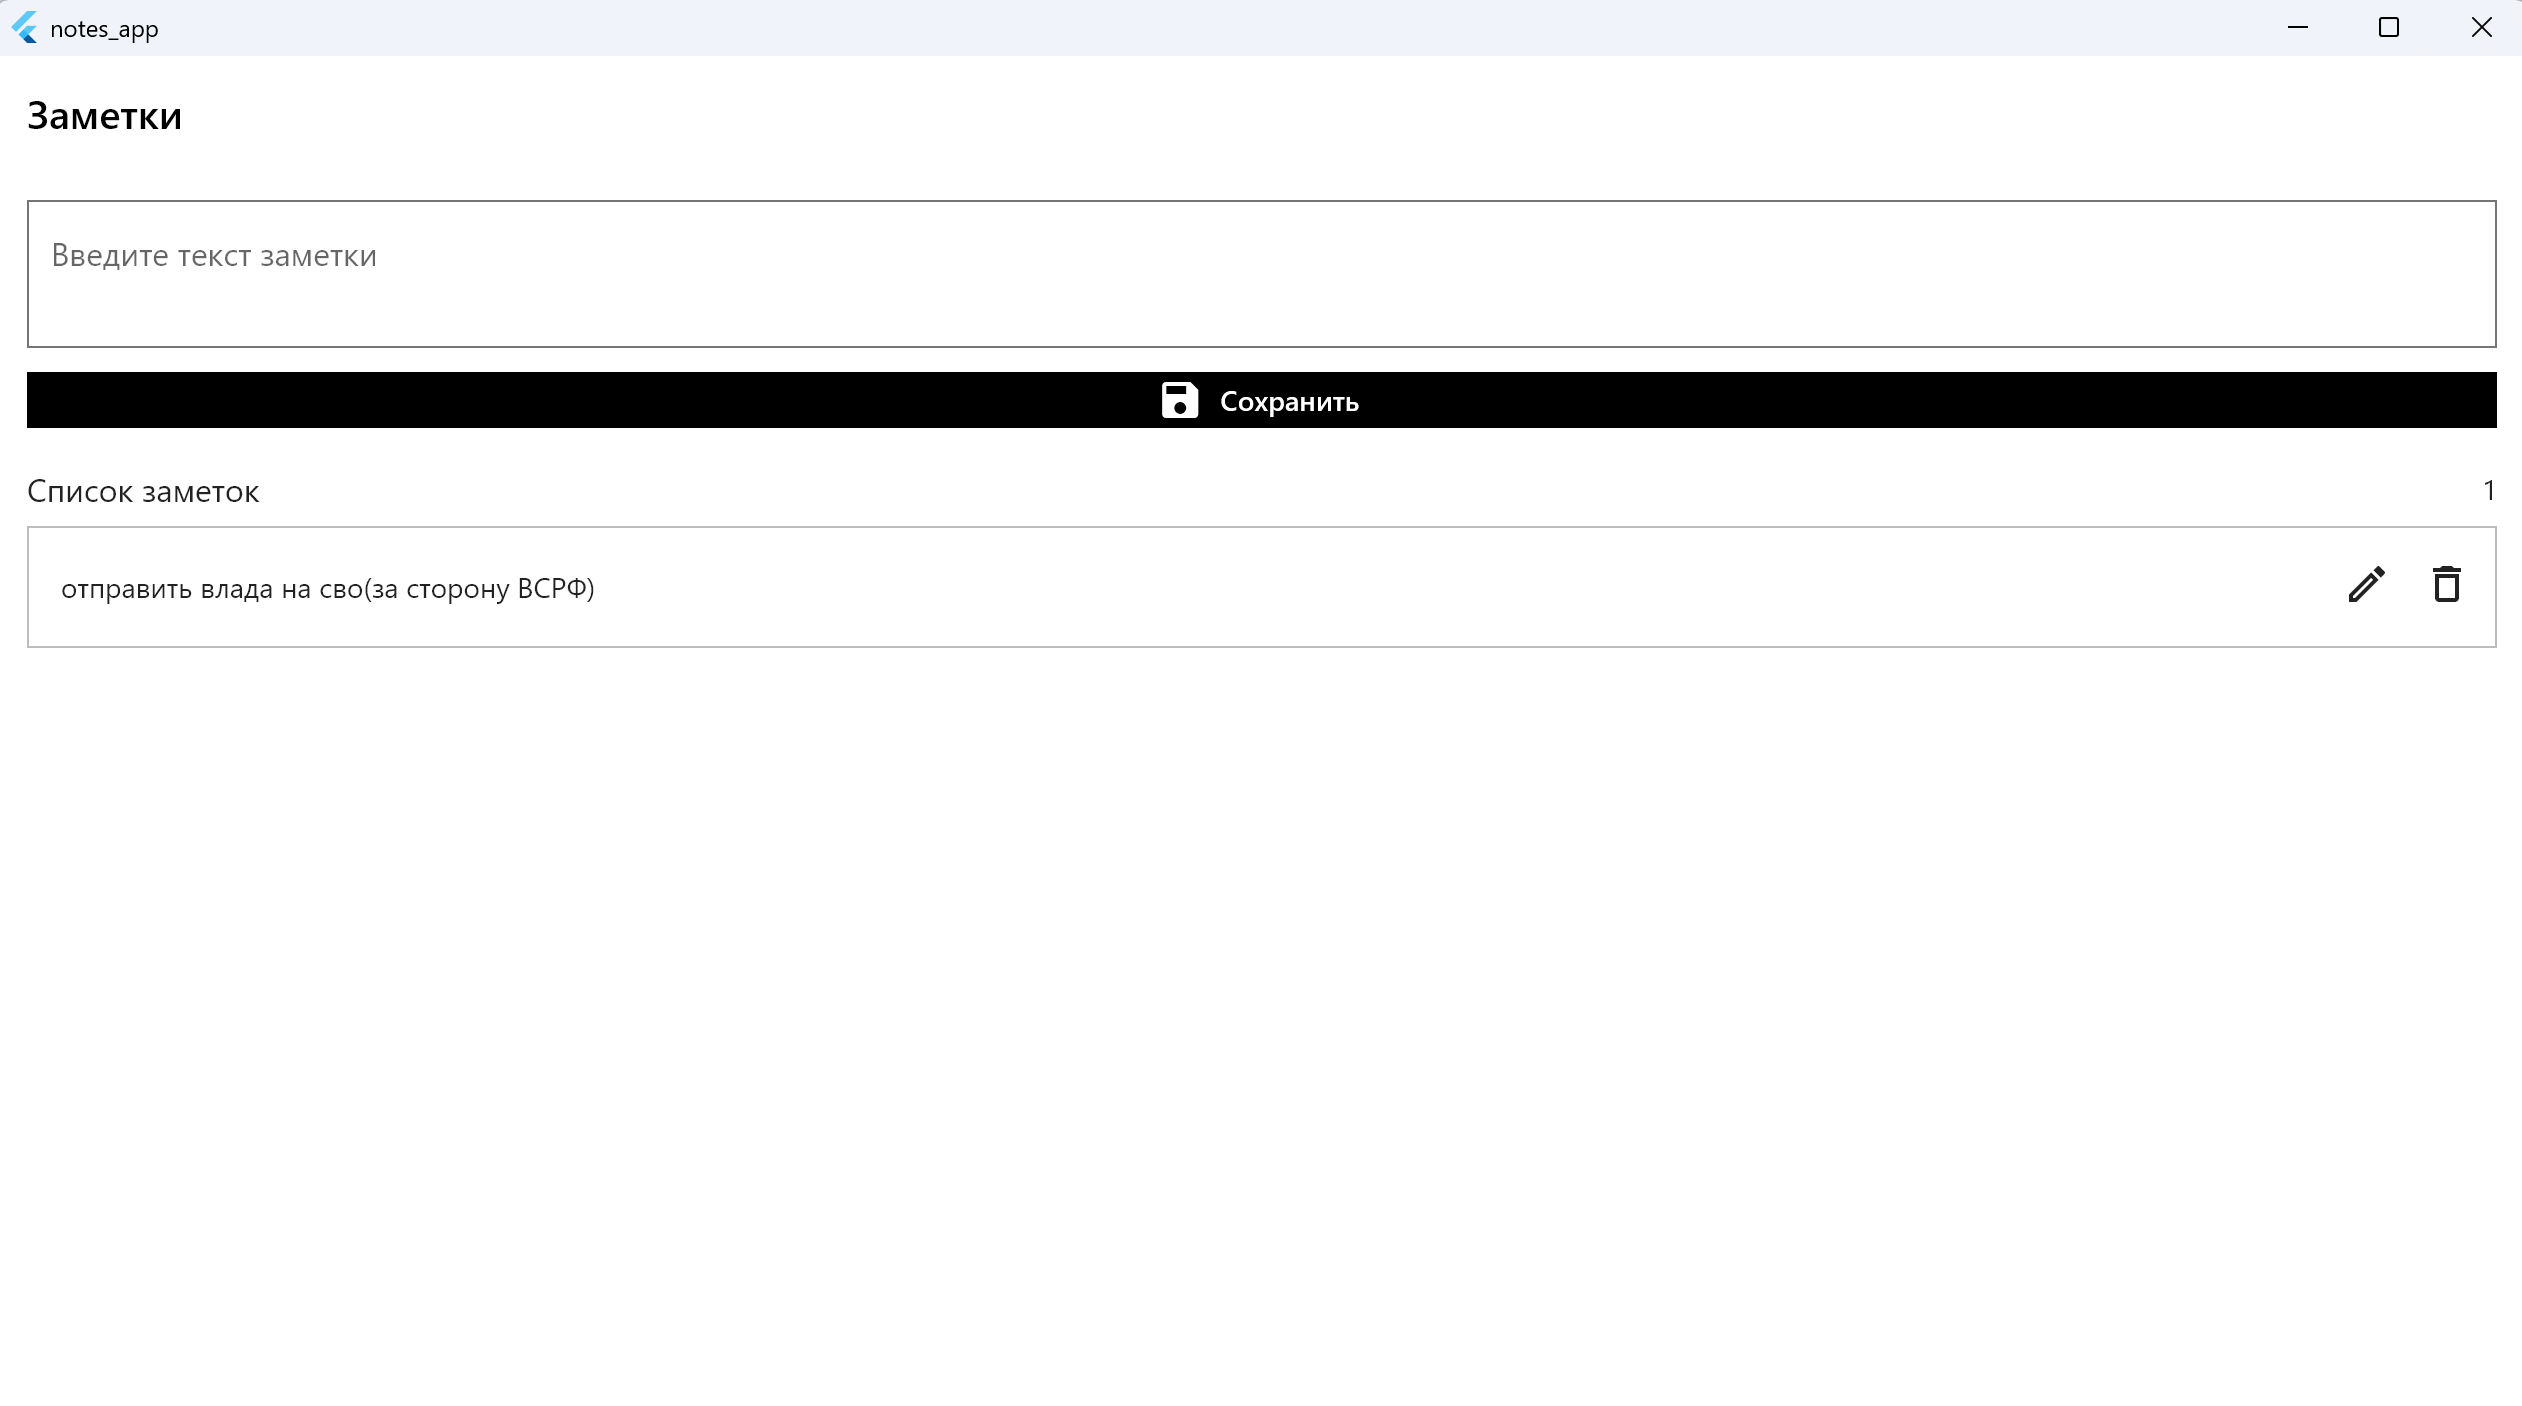 notes_app
Заметки
Введите текст заметки
Сохранить
Список заметок
1
отправить влада на сво(за сторону ВСРФ)